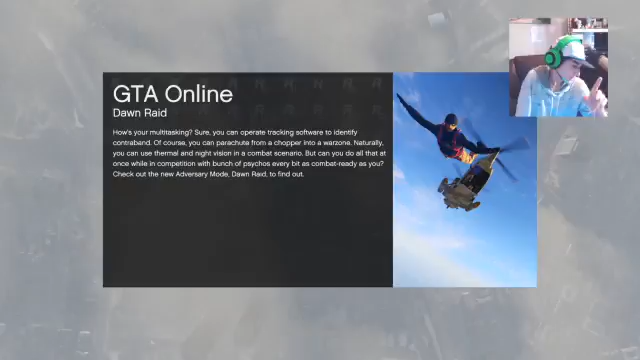 GTA Online
Dawn Raid
How's your multitasking? Sure, you can operate tracking software to identify
contraband. Of course, you can parachute from a chopper into a warzone. Naturally,
you can use thermal and night vision in a combat scenario. But can you do all that at
once while in competition with bunch of psychos every bit as combat-ready as you?
Check out the new Adversary Mode, Dawn Raid, to find out.